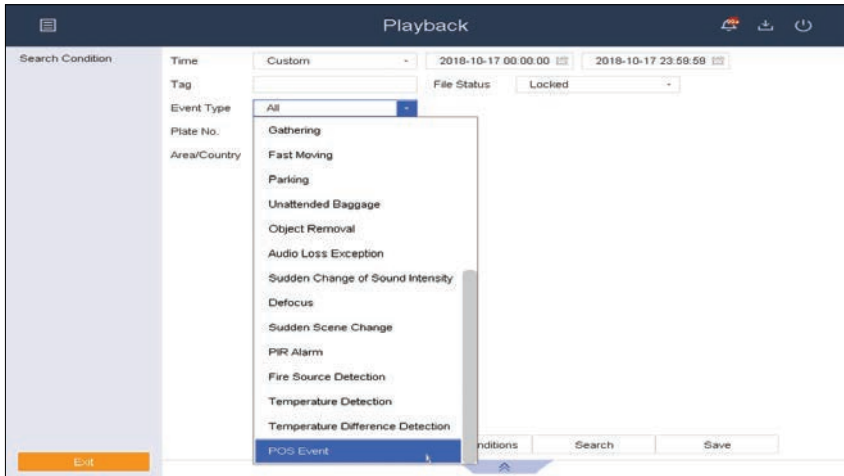 Playback
Search Condition
Time Custom 2018-10-17 00:00:00 2018-10-17 23:59:59
Tag File Status Locked
Event Type All
Plate No. Gathering
Area/Country Fast Moving
Parking
Unattended Baggage
Object Removal
Audio Loss Exception
Sudden Change of Sound Intensity
Defocus
Sudden Scene Change
PIR Alarm
Fire Source Detection
Temperature Detection
Temperature Difference Detection
POS Event
nditions Search Save
Exit